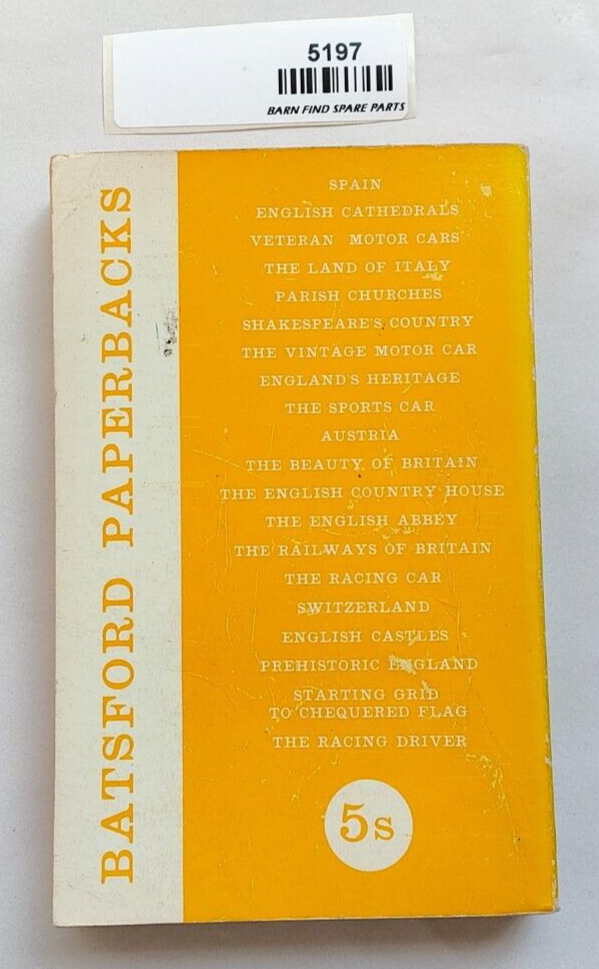 5197
BARN FIND SPARE PARTS
BATSFORD PAPERBACKS
SPAIN
ENGLISH CATHEDRALS
VETERAN MOTOR CARS
THE LAND OF ITALY
PARISH CHURCHES
SHAKESPEARE'S COUNTRY
THE VINTAGE MOTOR CAR
ENGLAND'S HERITAGE
THE SPORTS CAR
AUSTRIA
THE BEAUTY OF BRITAIN
THE ENGLISH COUNTRY HOUSE
THE ENGLISH ABBEY
THE RAILWAYS OF BRITAIN
THE RACING CAR
SWITZERLAND
ENGLISH CASTLES
PREHISTORIC ENGLAND
STARTING GRID
TO CHEQUERED FLAG
THE RACING DRIVER
5s